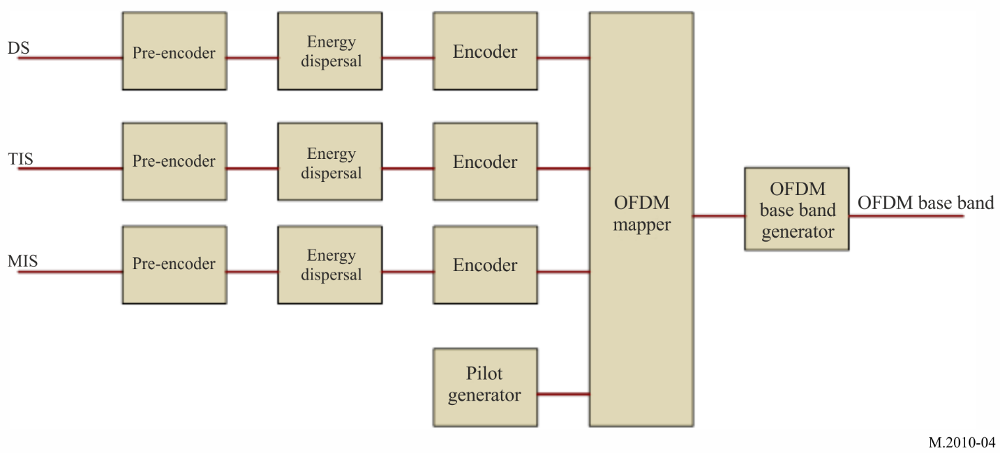 DS
Pre-encoder
Energy
dispersal
Encoder
TIS
Pre-encoder
Energy
dispersal
Encoder
MIS
Pre-encoder
Energy
dispersal
Encoder
Pilot
generator
OFDM
mapper
OFDM
base band
generator
OFDM base band
M.2010-04